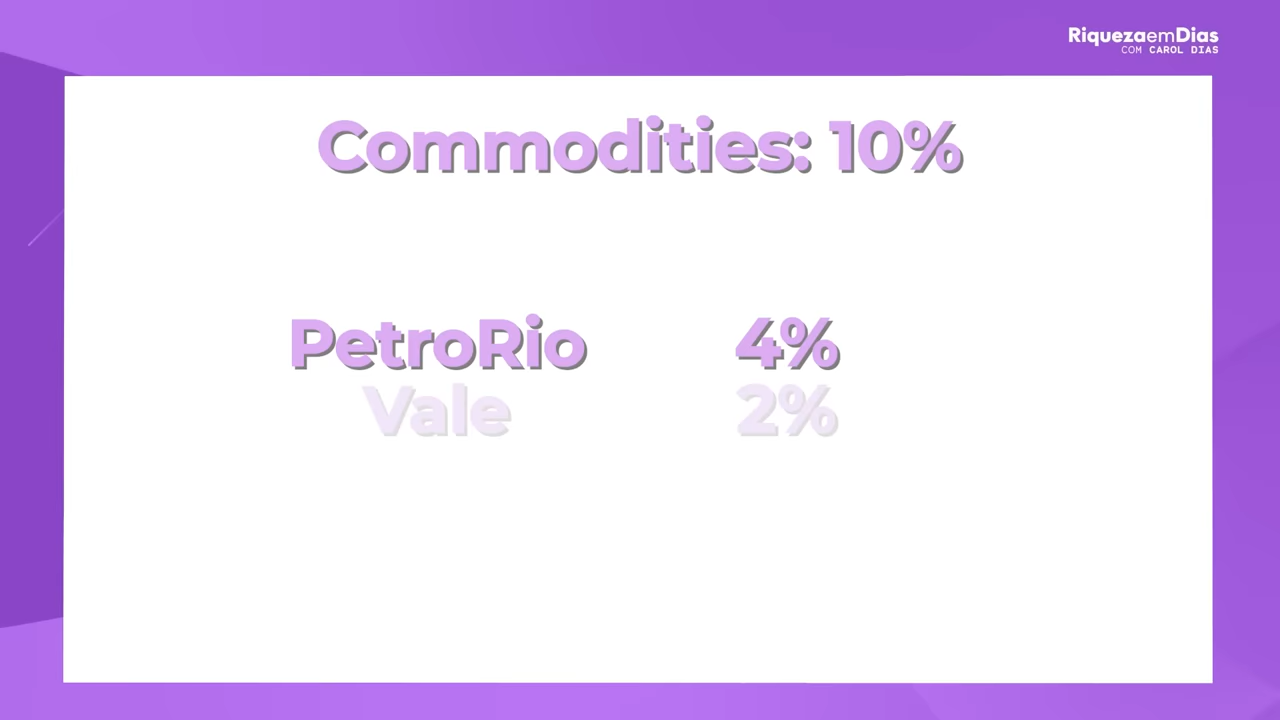 RiquezaemDias
COM CAROL DIAS
Commodities: 10%
PetroRio 4%
Vale 2%